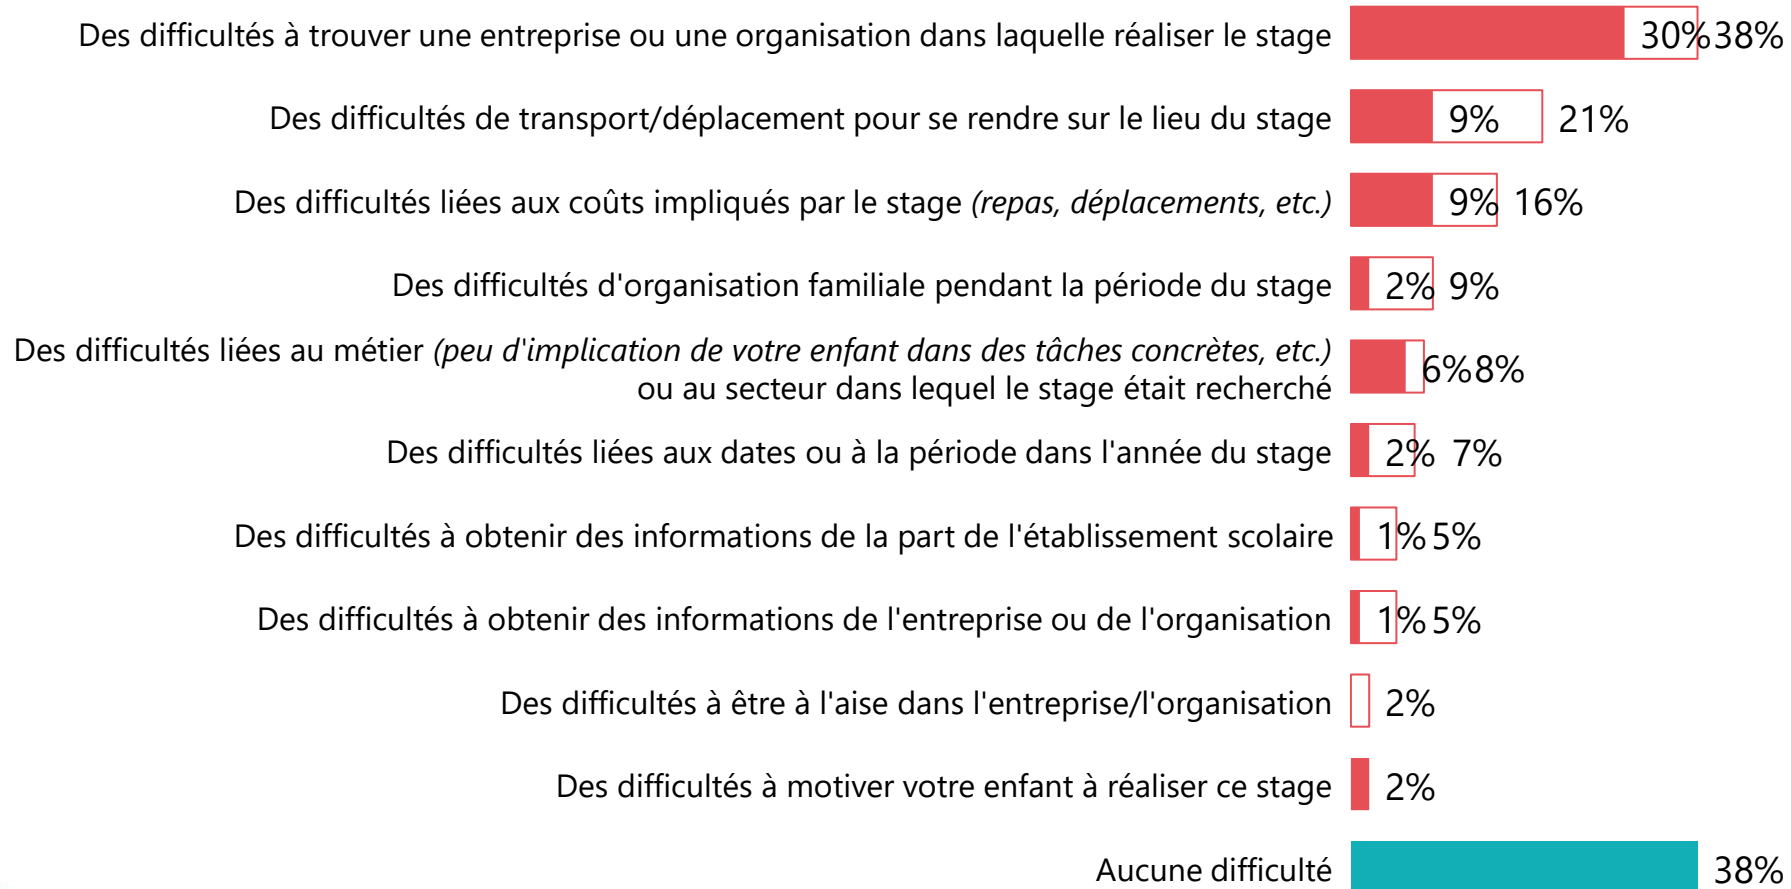 Des difficultés à trouver une entreprise ou une organisation dans laquelle réaliser le stage 30% 38%
Des difficultés de transport/déplacement pour se rendre sur le lieu du stage 9% 21%
Des difficultés liées aux coûts impliqués par le stage (repas, déplacements, etc.) 9% 16%
Des difficultés d'organisation familiale pendant la période du stage 2% 9%
Des difficultés liées au métier (peu d'implication de votre enfant dans des tâches concrètes, etc.)
ou au secteur dans lequel le stage était recherché 6% 8%
Des difficultés liées aux dates ou à la période dans l'année du stage 2% 7%
Des difficultés à obtenir des informations de la part de l'établissement scolaire 1% 5%
Des difficultés à obtenir des informations de l'entreprise ou de l'organisation 1% 5%
Des difficultés à être à l'aise dans l'entreprise/l'organisation 2%
Des difficultés à motiver votre enfant à réaliser ce stage 2%
Aucune difficulté 38%